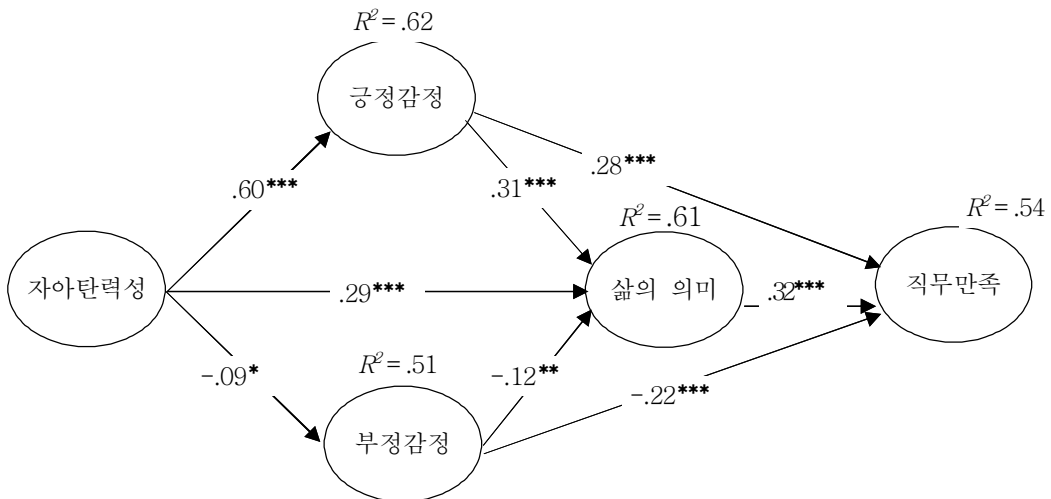 R²=.62
긍정감정
.28***
.60***
.31***
R²=.61
R²=.54
자아탄력성
.29***
삶의 의미
.32***
직무만족
R²=.51
-.09*
-.12**
-.22***
부정감정